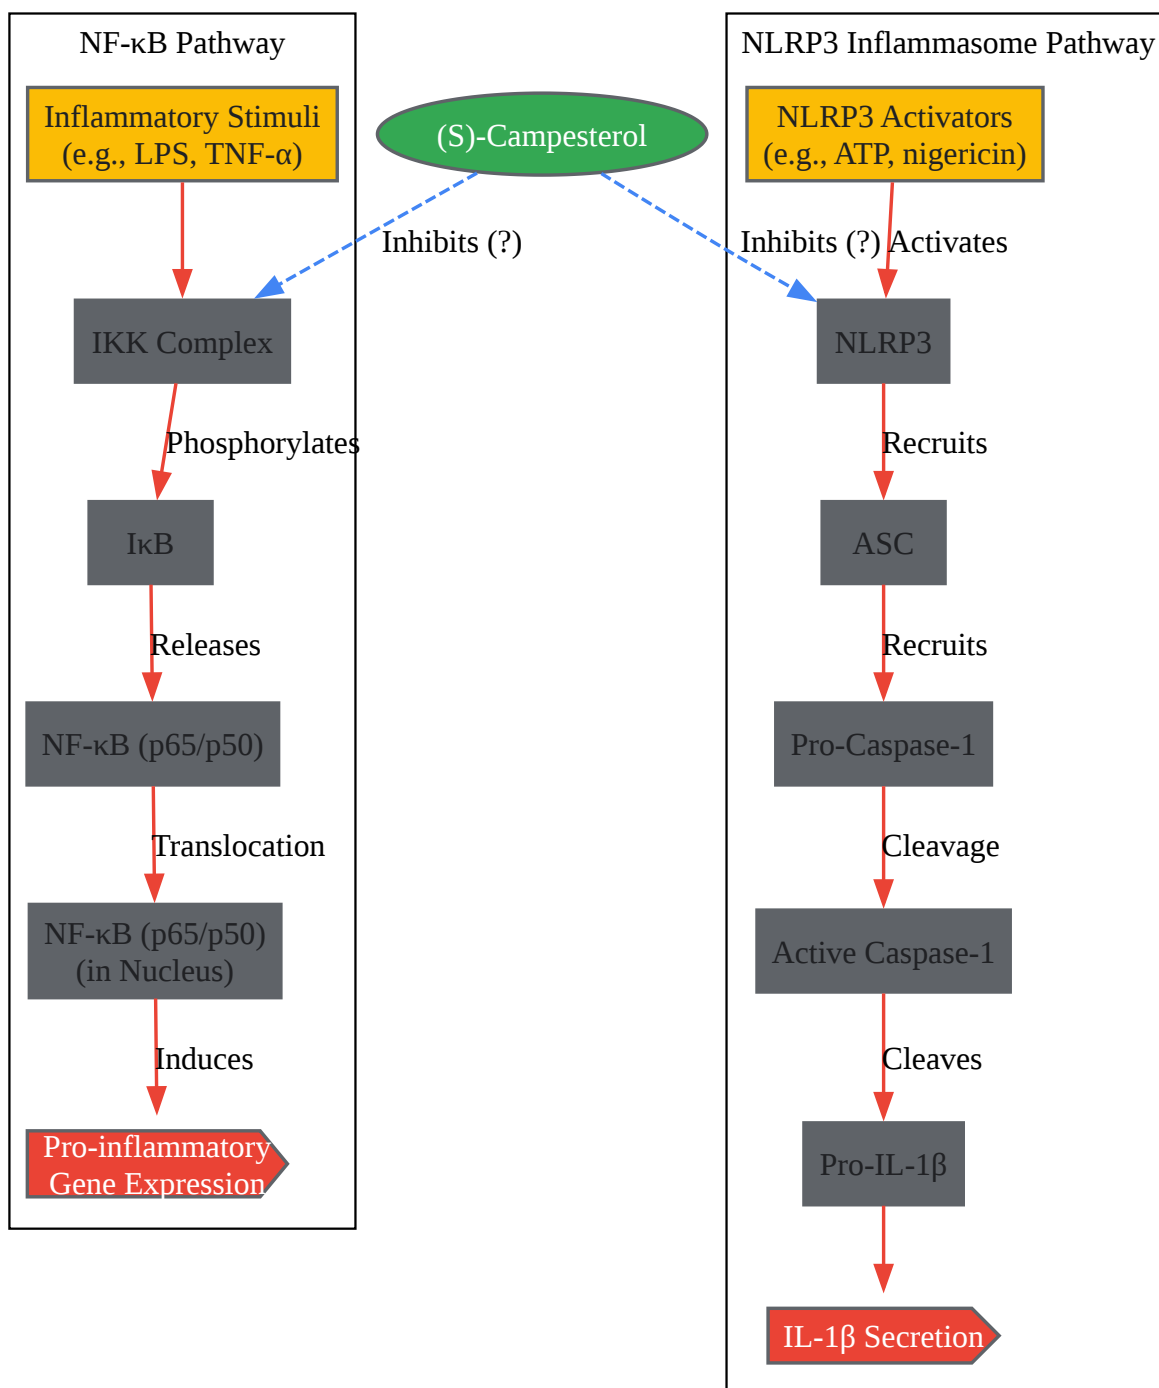 NF-κB Pathway
Inflammatory Stimuli
(e.g., LPS, TNF-α)
IKK Complex
Phosphorylates
IκB
Releases
NF-κB (p65/p50)
Translocation
NF-κB (p65/p50)
(in Nucleus)
Induces
Pro-inflammatory
Gene Expression
(S)-Campesterol
Inhibits (?)
Inhibits (?)
NLRP3 Inflammasome Pathway
NLRP3 Activators
(e.g., ATP, nigericin)
Activates
NLRP3
Recruits
ASC
Recruits
Pro-Caspase-1
Cleavage
Active Caspase-1
Cleaves
Pro-IL-1β
IL-1β Secretion